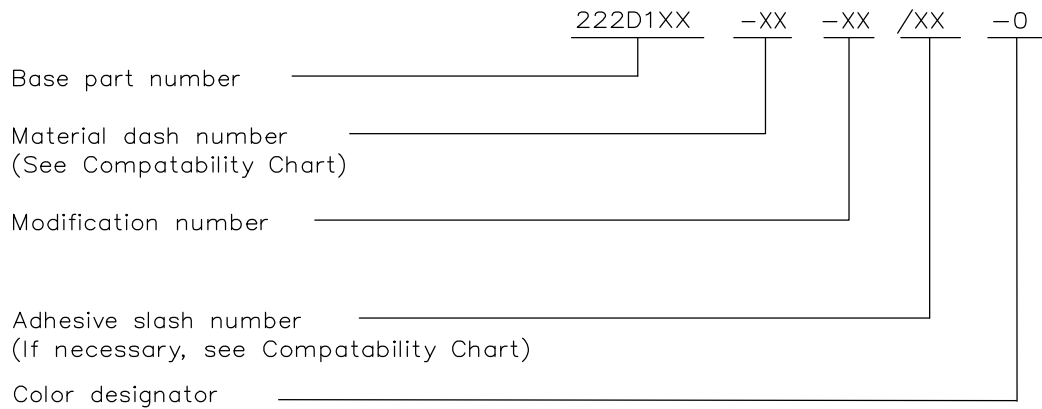 222D1XX -XX -XX /XX -0
Base part number
Material dash number
(See Compatability Chart)
Modification number
Adhesive slash number
(If necessary, see Compatability Chart)
Color designator